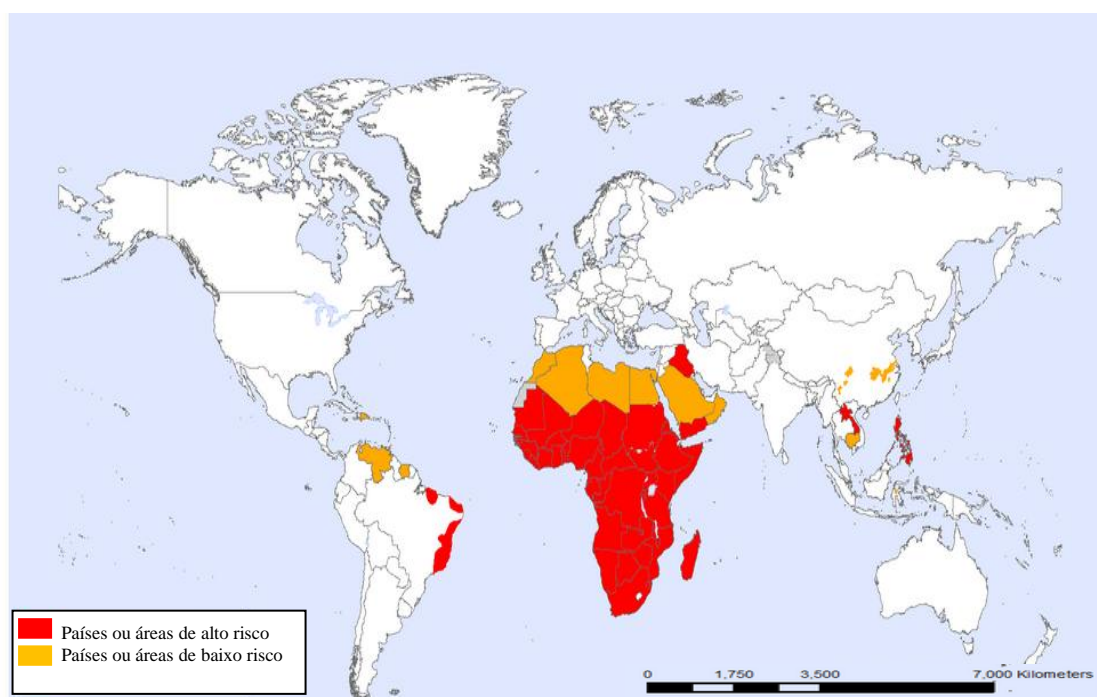 Países ou áreas de alto risco
Países ou áreas de baixo risco
0 1,750 3,500 7,000 Kilometers